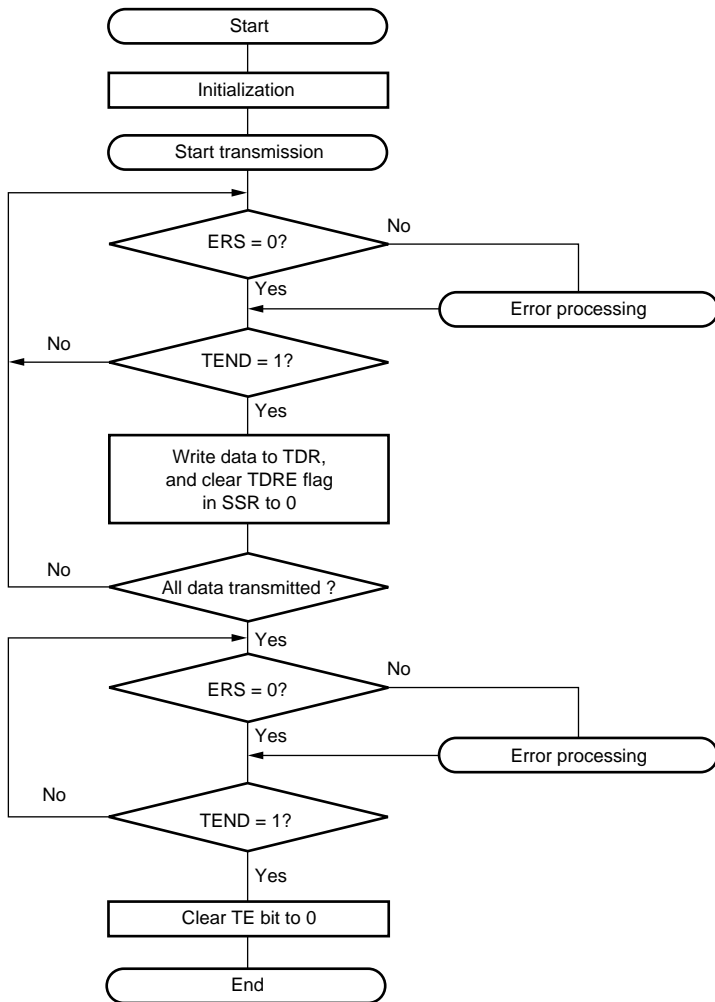 Start
Initialization
Start transmission
ERS = 0?
No
Yes
Error processing
No
TEND = 1?
Yes
Write data to TDR,
and clear TDRE flag
in SSR to 0
No
All data transmitted ?
Yes
No
ERS = 0?
Yes
Error processing
No
TEND = 1?
Yes
Clear TE bit to 0
End